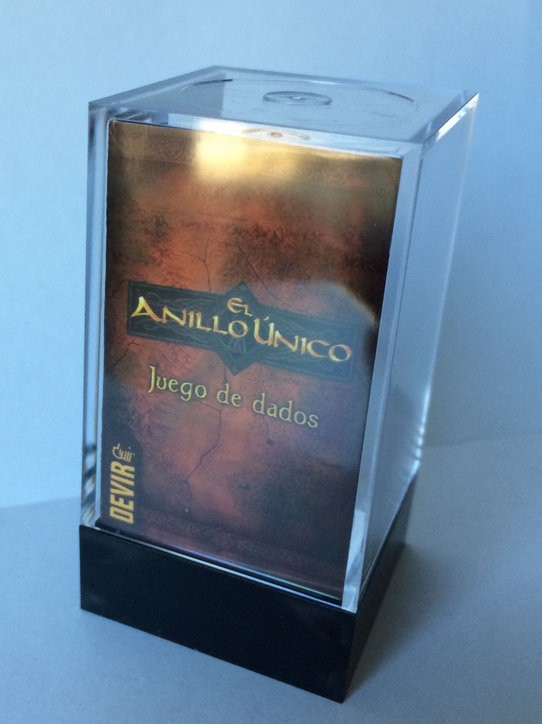 EL
ANILLO ÚNICO
Juego de dados
DEVIR